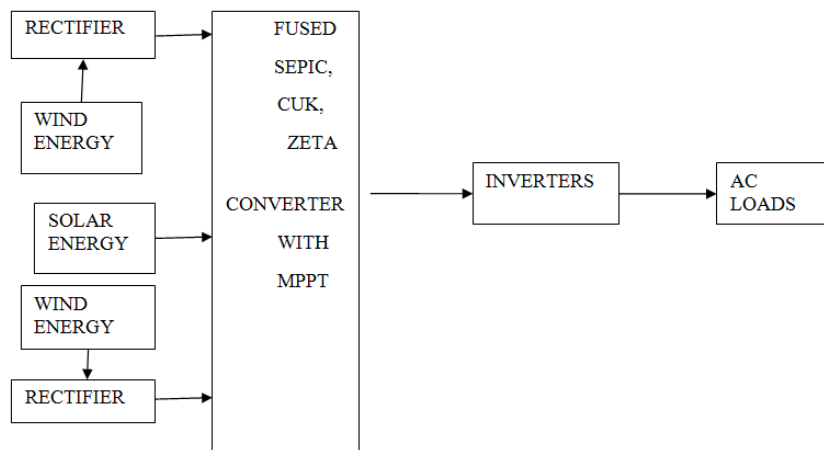 RECTIFIER
WIND
ENERGY
SOLAR
ENERGY
WIND
ENERGY
RECTIFIER
FUSED
SEPIC,
CUK,
ZETA
CONVERTER
WITH
MPPT
INVERTERS
AC
LOADS